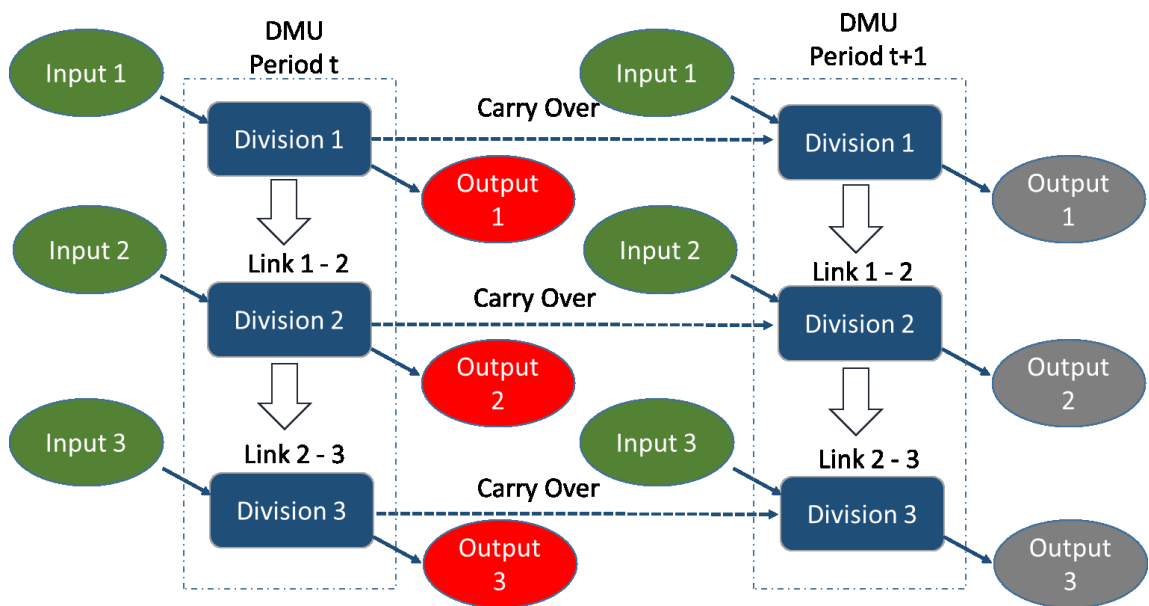 DMU
Period t
DMU
Period t+1
Input 1
Input 1
Carry Over
Division 1
Division 1
Output
1
Output
1
Input 2
Input 2
Link 1 - 2
Link 1 - 2
Carry Over
Division 2
Division 2
Output
2
Output
2
Input 3
Input 3
Link 2 - 3
Link 2 - 3
Carry Over
Division 3
Division 3
Output
3
Output
3